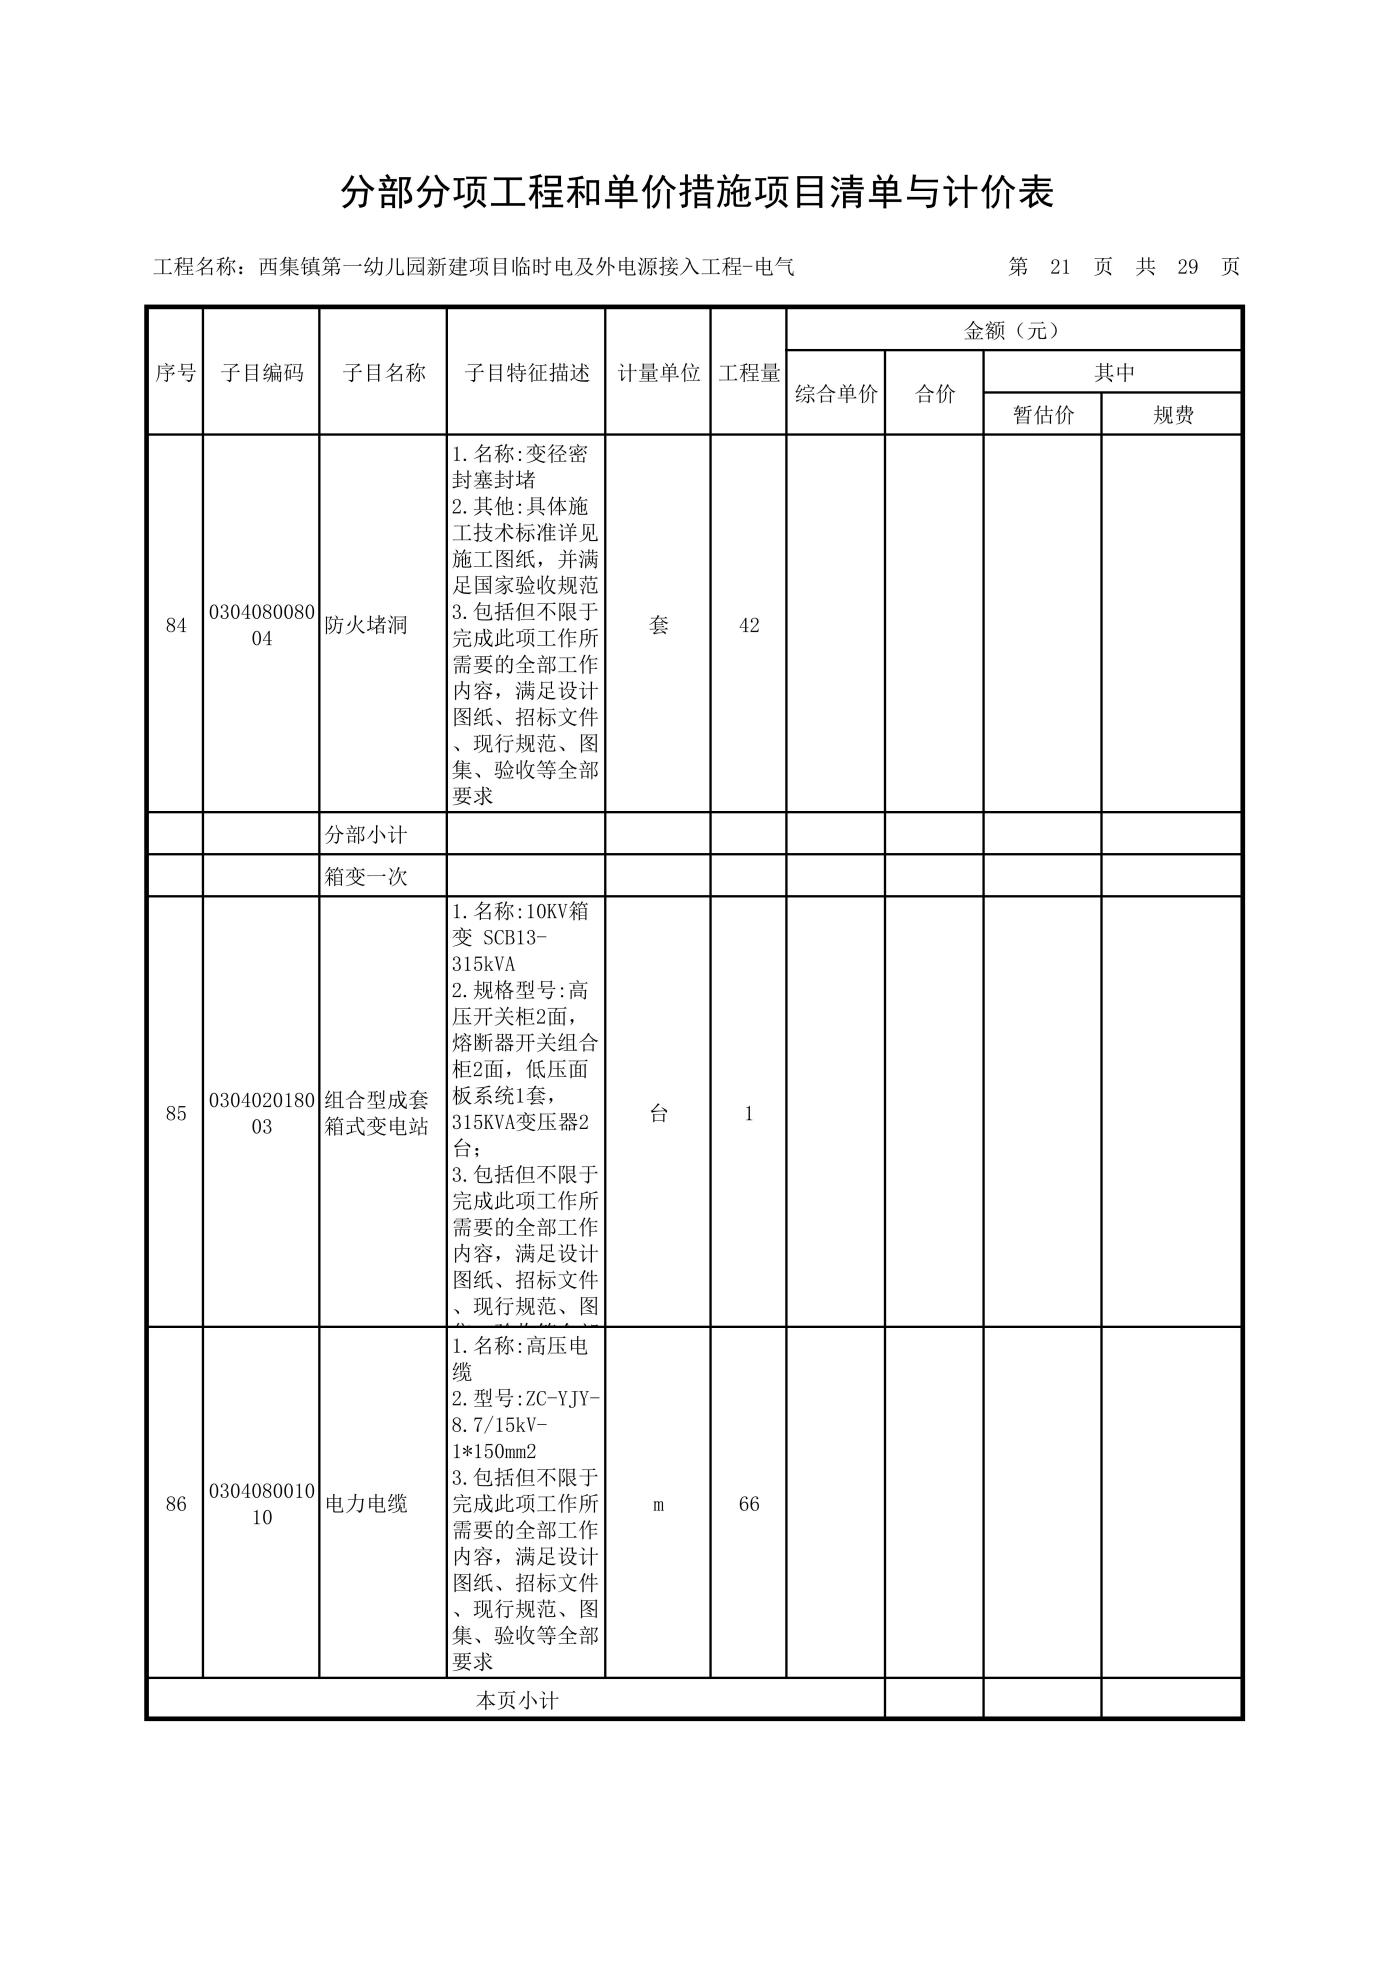 分部分项工程和单价措施项目清单与计价表
工程名称：西集镇第一幼儿园新建项目临时电及外电源接入工程-电气 第 21 页 共 29 页
金额（元）
序号 子目编码 子目名称 子目特征描述 计量单位 工程量
综合单价 合价
其中
暂估价 规费
84
0304080080
04
防火堵洞
1.名称:变径密
封塞封堵
2.其他:具体施
工技术标准详见
施工图纸，并满
足国家验收规范
3.包括但不限于
完成此项工作所
需要的全部工作
内容，满足设计
图纸、招标文件
、现行规范、图
集、验收等全部
要求
套
42
分部小计
箱变一次
85
0304020180
03
组合型成套
箱式变电站
1.名称:10KV箱
变 SCB13-
315kVA
2.规格型号:高
压开关柜2面，
熔断器开关组合
柜2面，低压面
板系统1套，
315KVA变压器2
台；
3.包括但不限于
完成此项工作所
需要的全部工作
内容，满足设计
图纸、招标文件
、现行规范、图
台
1
86
0304080010
10
电力电缆
1.名称:高压电
缆
2.型号:ZC-YJY-
8.7/15kV-
1*150mm2
3.包括但不限于
完成此项工作所
需要的全部工作
内容，满足设计
图纸、招标文件
、现行规范、图
集、验收等全部
要求
m
66
本页小计